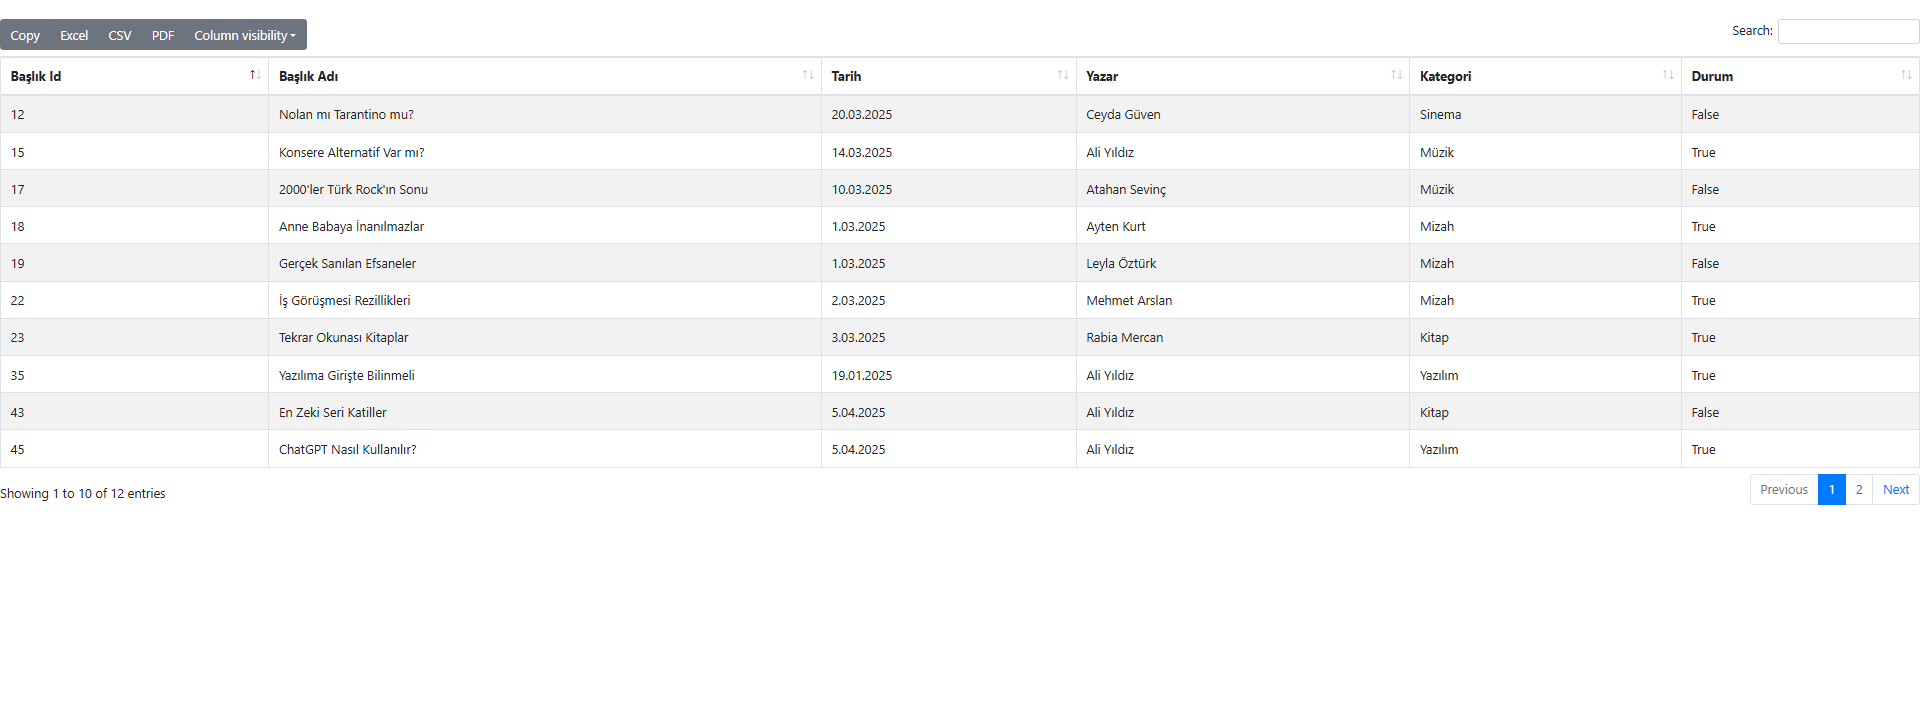 Copy Excel CSV PDF Column visibility Search:
Başlık Id Başlık Adı Tarih Yazar Kategori Durum
12 Nolan mı Tarantino mu? 20.03.2025 Ceyda Güven Sinema False
15 Konsere Alternatif Var mı? 14.03.2025 Ali Yıldız Müzik True
17 2000'ler Türk Rock'ın Sonu 10.03.2025 Atahan Sevinç Müzik False
18 Anne Babaya İnanılmazlar 1.03.2025 Ayten Kurt Mizah True
19 Gerçek Sanılan Efsaneler 1.03.2025 Leyla Öztürk Mizah False
22 İş Görüşmesi Rezillikleri 2.03.2025 Mehmet Arslan Mizah True
23 Tekrar Okunası Kitaplar 3.03.2025 Rabia Mercan Kitap True
35 Yazılıma Girişte Bilinmeli 19.01.2025 Ali Yıldız Yazılım True
43 En Zeki Seri Katiller 5.04.2025 Ali Yıldız Kitap False
45 ChatGPT Nasıl Kullanılır? 5.04.2025 Ali Yıldız Yazılım True
Showing 1 to 10 of 12 entries Previous 1 2 Next